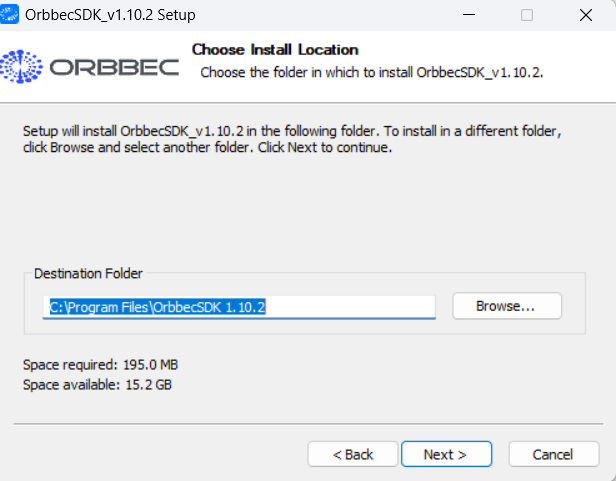 OrbbecSDK_v1.10.2 Setup
ORBBEC
Choose Install Location
Choose the folder in which to install OrbbecSDK_v1.10.2.
Setup will install OrbbecSDK_v1.10.2 in the following folder. To install in a different folder,
click Browse and select another folder. Click Next to continue.
Destination Folder
C:\Program Files\OrbbecSDK 1.10.2
Browse...
Space required: 195.0 MB
Space available: 15.2 GB
< Back
Next >
Cancel